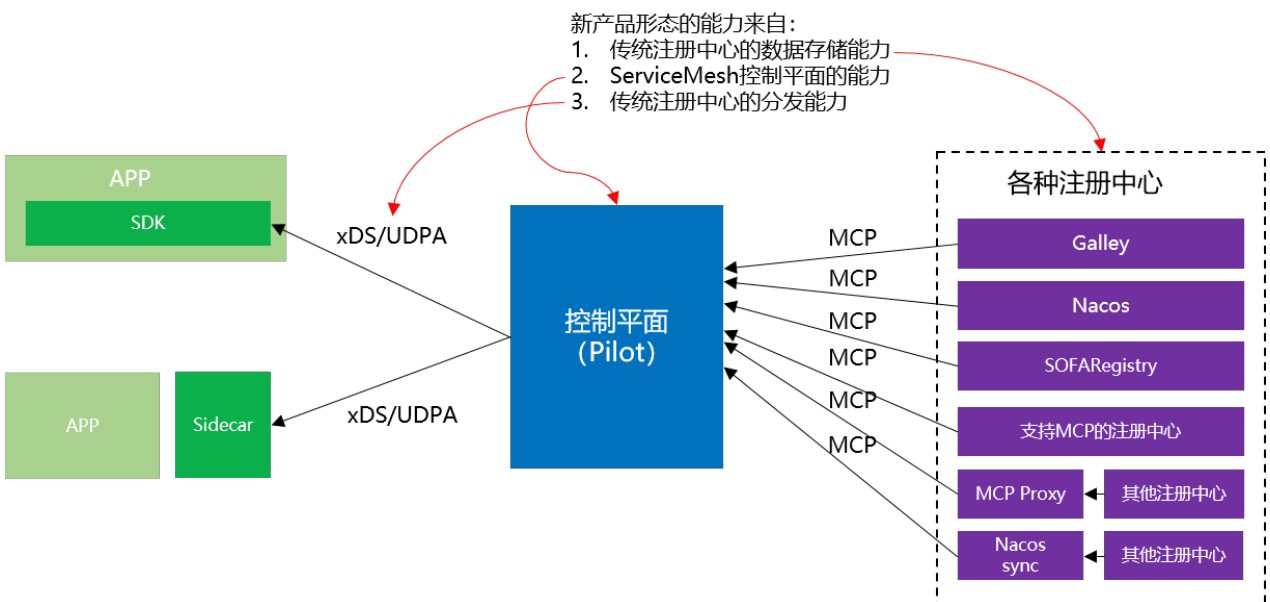 新产品形态的能力来自：
1. 传统注册中心的数据存储能力
2. ServiceMesh控制平面的能力
3. 传统注册中心的分发能力
APP
SDK
xDS/UDPA
APP
Sidecar
xDS/UDPA
控制平面
（Pilot）
MCP
MCP
MCP
MCP
MCP
MCP
各种注册中心
Galley
Nacos
SOFARegistry
支持MCP的注册中心
MCP Proxy
其他注册中心
Nacos
sync
其他注册中心